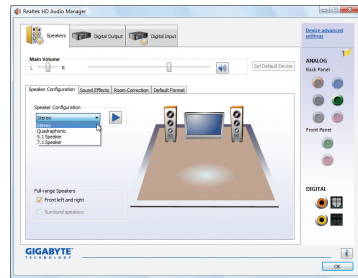 Realtek HD Audio Manager
Speakers
Digital Output
Digital Input
Device advanced
settings
Main Volume
L
R
Set Default Device
ANALOG
Back Panel
Speaker Configuration
Sound Effects
Room Correction
Default Format
Speaker Configuration
Stereo
Stereo
Quadraphonic
5.1 Speaker
7.1 Speaker
Front Panel
Full-range Speakers
Front left and right
Surround speakers
DIGITAL
GIGABYTE
TECHNOLOGY
i
OK